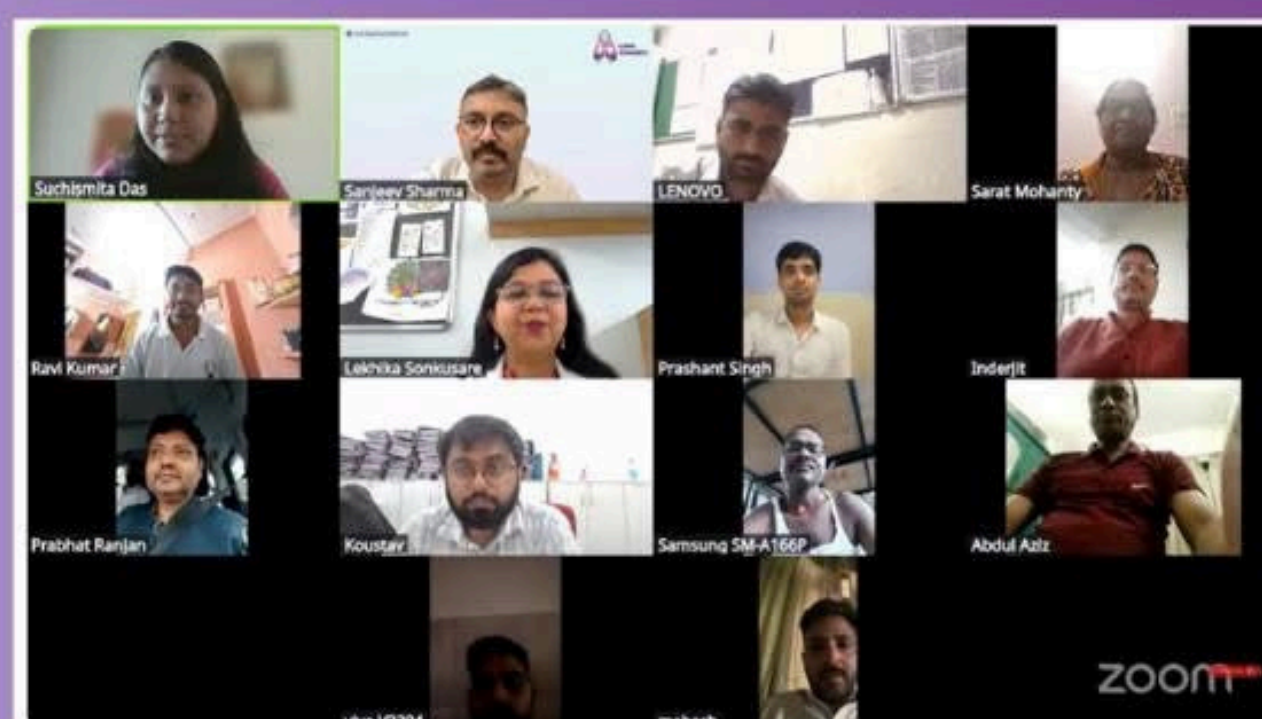 Suchismita Das
Sanjeev Sharma
LENOVO
Sarat Mohanty
Ravi Kumar
Lekhika Sonkusare
Prashant Singh
Inderjit
Prabhat Ranjan
Koustav
Samsung SM-A166P
Abdul Aziz
zoom